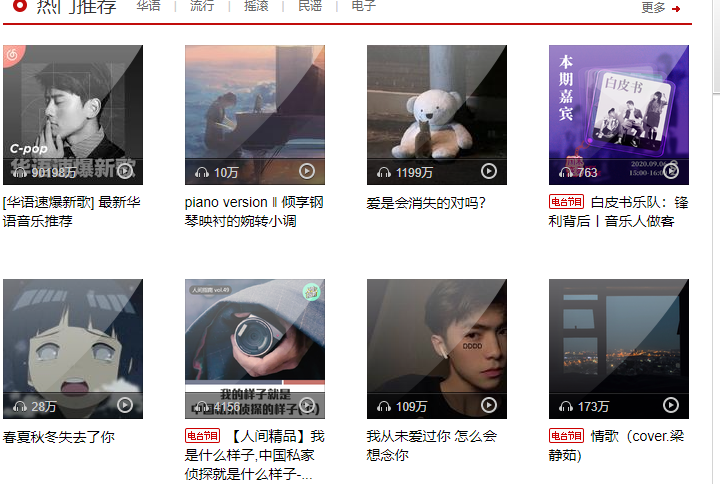 热门推荐 华语 | 流行 | 摇滚 | 民谣 | 电子 更多
C-pop
华语速爆新歌
90198万
10万
1199万
本期嘉宾
白皮书
2020.09.06
763
[华语速爆新歌] 最新华
语音乐推荐
piano version ‖ 倾享钢
琴映衬的婉转小调
爱是会消失的对吗?
电台节目 白皮书乐队：锋
利背后丨音乐人做客
人间指南 vol.49
我的样子就是
中国私家侦探的样子(下)
DDDD
28万
4156
109万
173万
春夏秋冬失去了你
电台节目 【人间精品】我
是什么样子,中国私家
侦探就是什么样子-...
我从未爱过你 怎么会
想念你
电台节目 情歌（cover.梁
静茹)